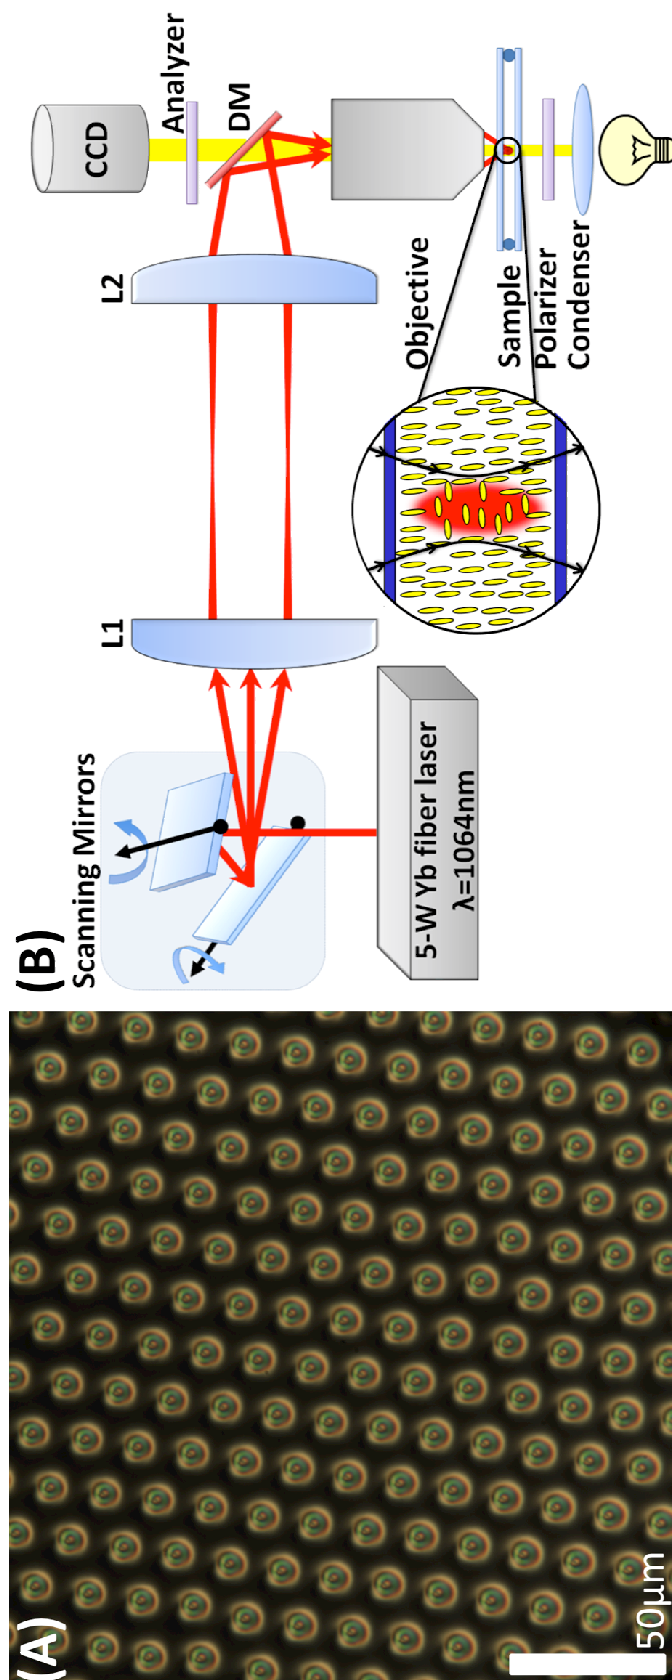 (A)
50μm
(B)
Scanning Mirrors
5-W Yb fiber laser
λ=1064nm
L1
L2
CCD
Analyzer
DM
Objective
Sample
Polarizer
Condenser